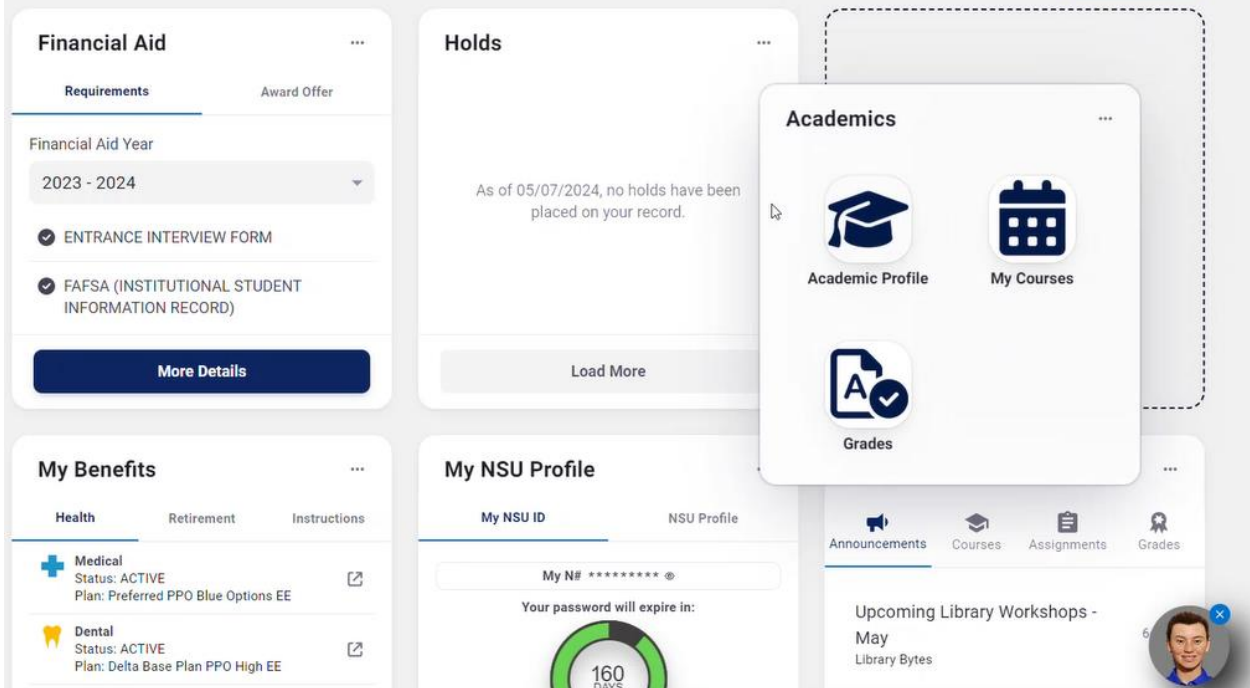 Financial Aid
Requirements
Award Offer
Financial Aid Year
2023 - 2024
ENTRANCE INTERVIEW FORM
FAFSA (INSTITUTIONAL STUDENT
INFORMATION RECORD)
More Details
Holds
As of 05/07/2024, no holds have been
placed on your record.
Load More
Academics
Academic Profile
My Courses
A
Grades
My Benefits
Health
Retirement
Instructions
Medical
Status: ACTIVE
Plan: Preferred PPO Blue Options EE
Dental
Status: ACTIVE
Plan: Delta Base Plan PPO High EE
My NSU Profile
My NSU ID
NSU Profile
My N# *********
Your password will expire in:
160
DAYS
Announcements
Courses
Assignments
Grades
Upcoming Library Workshops -
May
Library Bytes
6